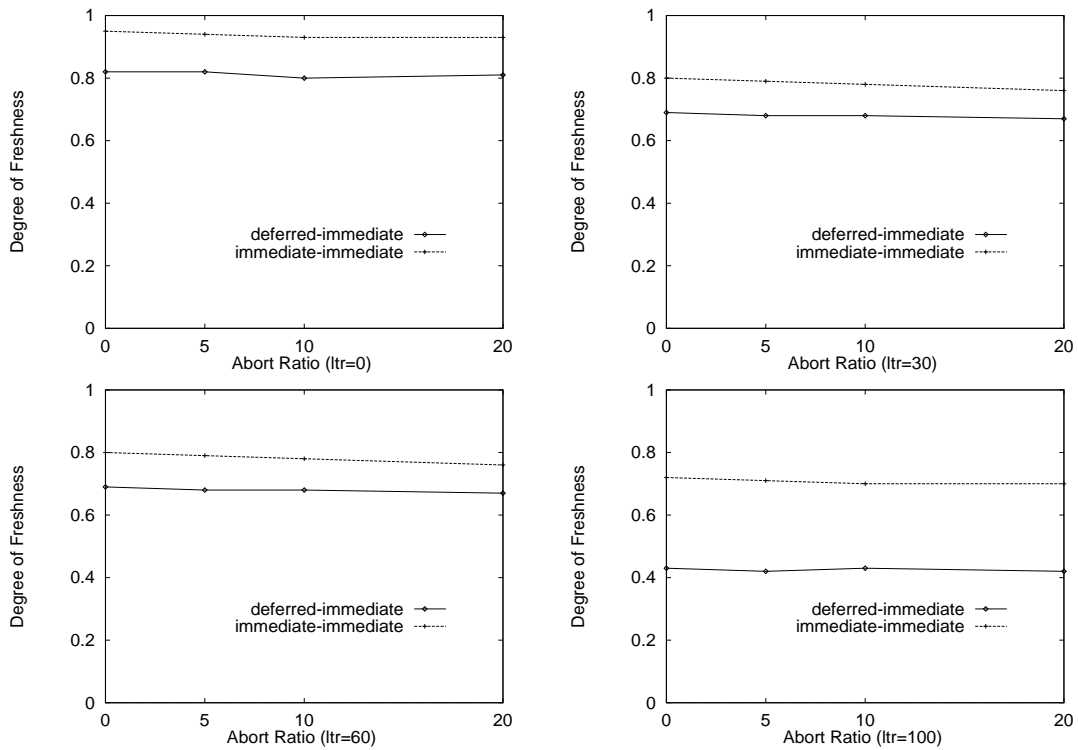 1
0.8
0.6
0.4
0.2
0
Degree of Freshness
deferred-immediate
immediate-immediate
0 5 10 20
Abort Ratio (ltr=0)
1
0.8
0.6
0.4
0.2
0
Degree of Freshness
deferred-immediate
immediate-immediate
0 5 10 20
Abort Ratio (ltr=30)
1
0.8
0.6
0.4
0.2
0
Degree of Freshness
deferred-immediate
immediate-immediate
0 5 10 20
Abort Ratio (ltr=60)
1
0.8
0.6
0.4
0.2
0
Degree of Freshness
deferred-immediate
immediate-immediate
0 5 10 20
Abort Ratio (ltr=100)